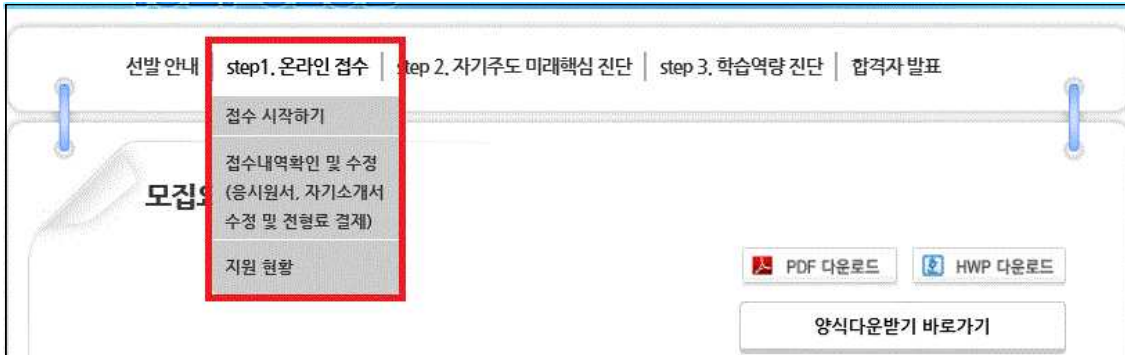 선발 안내 | step1. 온라인 접수 | step 2. 자기주도 미래핵심 진단 | step 3. 학습역량 진단 | 합격자 발표
접수 시작하기
접수내역확인 및 수정
(응시원서, 자기소개서
수정 및 전형료 결제)
지원 현황
모집
PDF 다운로드
HWP 다운로드
양식다운받기 바로가기